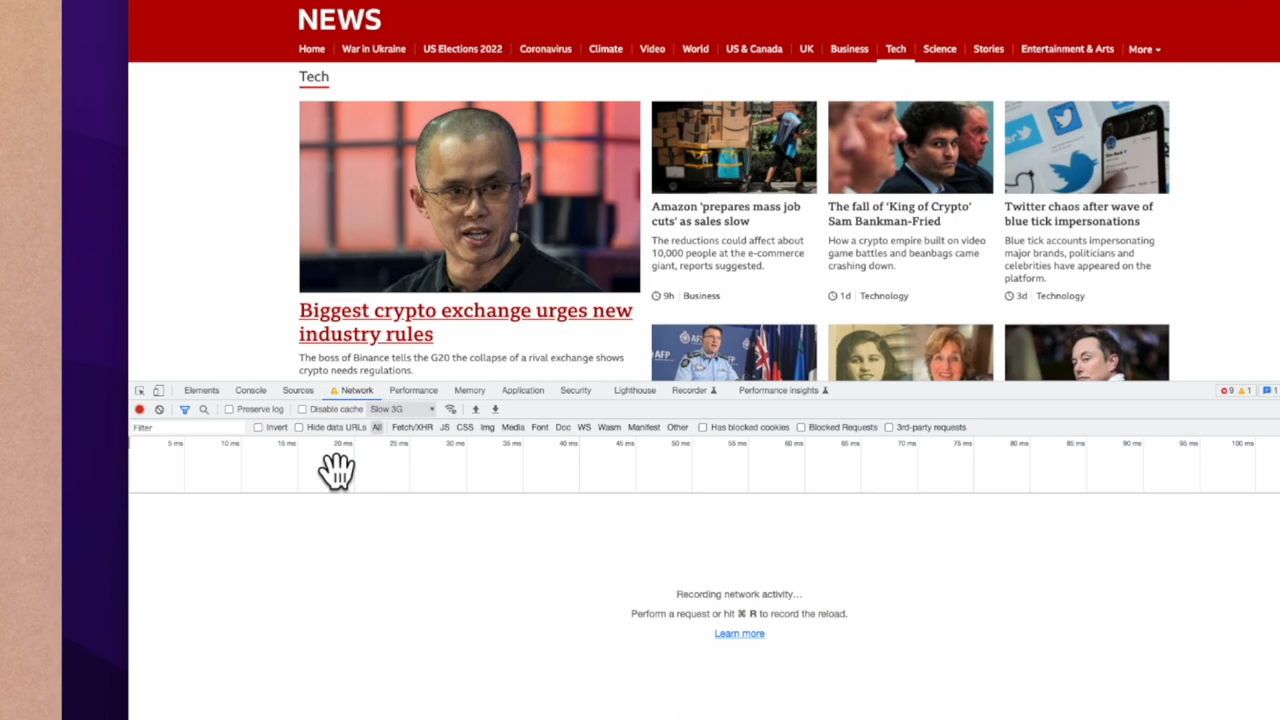 NEWS
Home War in Ukraine US Elections 2022 Coronavirus Climate Video World US & Canada UK Business Tech Science Stories Entertainment & Arts More
Tech
Biggest crypto exchange urges new
industry rules
The boss of Binance tells the G20 the collapse of a rival exchange shows
crypto needs regulations.
Amazon 'prepares mass job
cuts' as sales slow
The reductions could affect about
10,000 people at the e-commerce
giant, reports suggested.
9h Business
The fall of 'King of Crypto'
Sam Bankman-Fried
How a crypto empire built on video
game battles and beanbags came
crashing down.
1d Technology
Twitter chaos after wave of
blue tick impersonations
Blue tick accounts impersonating
major brands, politicians and
celebrities have appeared on the
platform.
3d Technology
AFP
AFP
Elements Console Sources Network Performance Memory Application Security Lighthouse Recorder Performance insights 9 1 1
Preserve log Disable cache Slow 3G
Filter Invert Hide data URLs All Fetch/XHR JS CSS Img Media Font Doc WS Wasm Manifest Other Has blocked cookies Blocked Requests 3rd-party requests
5 ms 10 ms 15 ms 20 ms 25 ms 30 ms 35 ms 40 ms 45 ms 50 ms 55 ms 60 ms 65 ms 70 ms 75 ms 80 ms 85 ms 90 ms 95 ms 100 ms
Recording network activity…
Perform a request or hit ⌘ R to record the reload.
Learn more